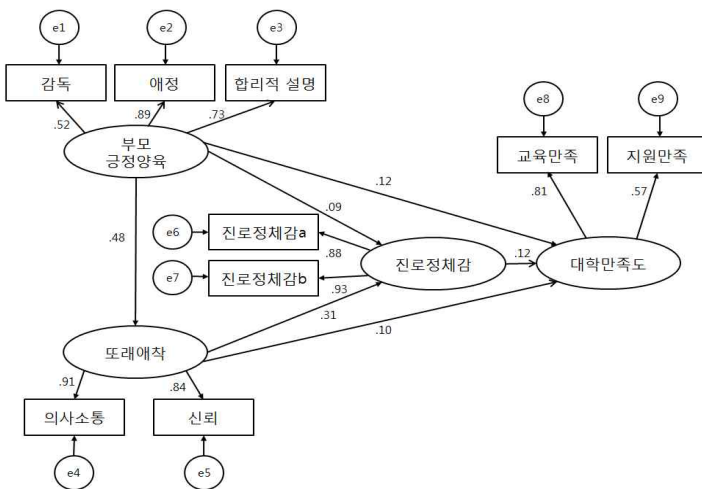 e1
e2
e3
감독
애정
합리적 설명
.52
.89
.73
부모
긍정양육
e8
e9
교육만족
지원만족
.81
.57
.12
.09
.48
e6
진로정체감a
.88
e7
진로정체감b
.93
진로정체감
.12
대학만족도
.31
.10
또래애착
.91
.84
의사소통
신뢰
e4
e5